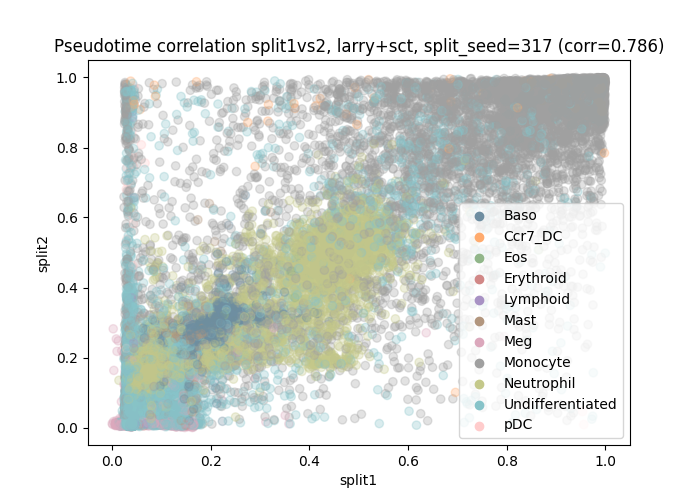 Pseudotime correlation split1vs2, larry+sct, split_seed=317 (corr=0.786)
split2
1.0
0.8
0.6
0.4
0.2
0.0
Baso
Ccr7_DC
Eos
Erythroid
Lymphoid
Mast
Meg
Monocyte
Neutrophil
Undifferentiated
pDC
0.0 0.2 0.4 0.6 0.8 1.0
split1